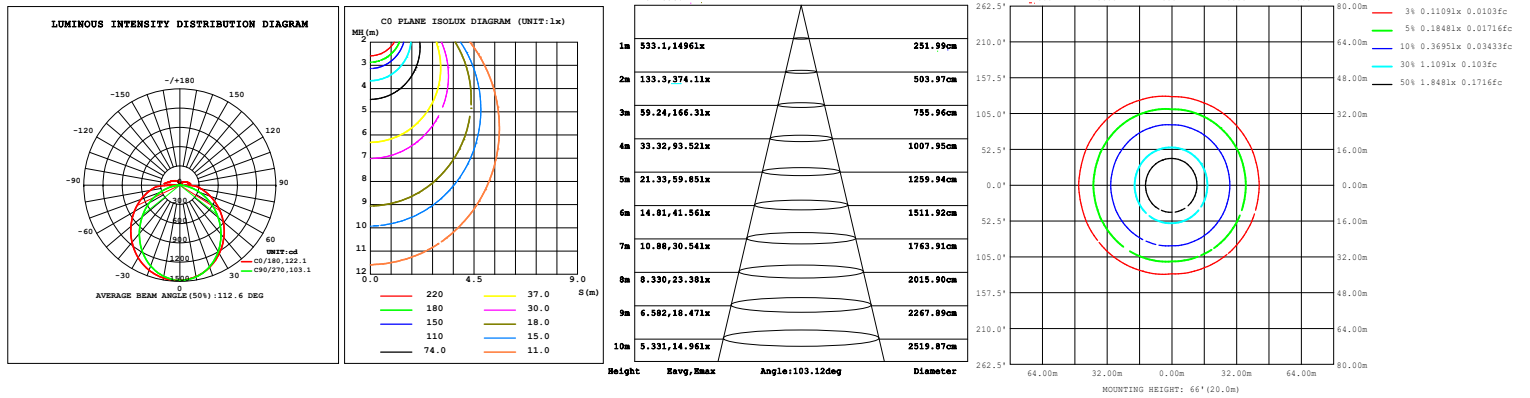 LUMINOUS INTENSITY DISTRIBUTION DIAGRAM
-/+180
-150 150
-120 120
-90 90
0
300
600
900
1200
1500
-60 60
-30 30
0
UNIT:cd
C0/180,122.1
C90/270,103.1
AVERAGE BEAM ANGLE(50%):112.6 DEG
C0 PLANE ISOLUX DIAGRAM (UNIT:lx)
MH(m)
2
3
4
5
6
7
8
9
10
11
12
0.0 4.5 9.0
S(m)
220 37.0
180 30.0
150 18.0
110 15.0
74.0 11.0
1m 533.1,1496lx 251.99cm
2m 133.3,374.1lx 503.97cm
3m 59.24,166.3lx 755.96cm
4m 33.32,93.52lx 1007.95cm
5m 21.33,59.85lx 1259.94cm
6m 14.81,41.56lx 1511.92cm
7m 10.88,30.54lx 1763.91cm
8m 8.330,23.38lx 2015.90cm
9m 6.582,18.47lx 2267.89cm
10m 5.331,14.96lx 2519.87cm
Height Eavg,Emax Angle:103.12deg Diameter
262.5' 80.00m
210.0' 64.00m
157.5' 48.00m
105.0' 32.00m
52.5' 16.00m
0.0' 0.00m
52.5' 16.00m
105.0' 32.00m
157.5' 48.00m
210.0' 64.00m
262.5' 80.00m
64.00m 32.00m 0.00m 32.00m 64.00m
MOUNTING HEIGHT: 66'(20.0m)
3% 0.1109lx 0.0103fc
5% 0.1848lx 0.01716fc
10% 0.3695lx 0.03433fc
30% 1.109lx 0.103fc
50% 1.848lx 0.1716fc